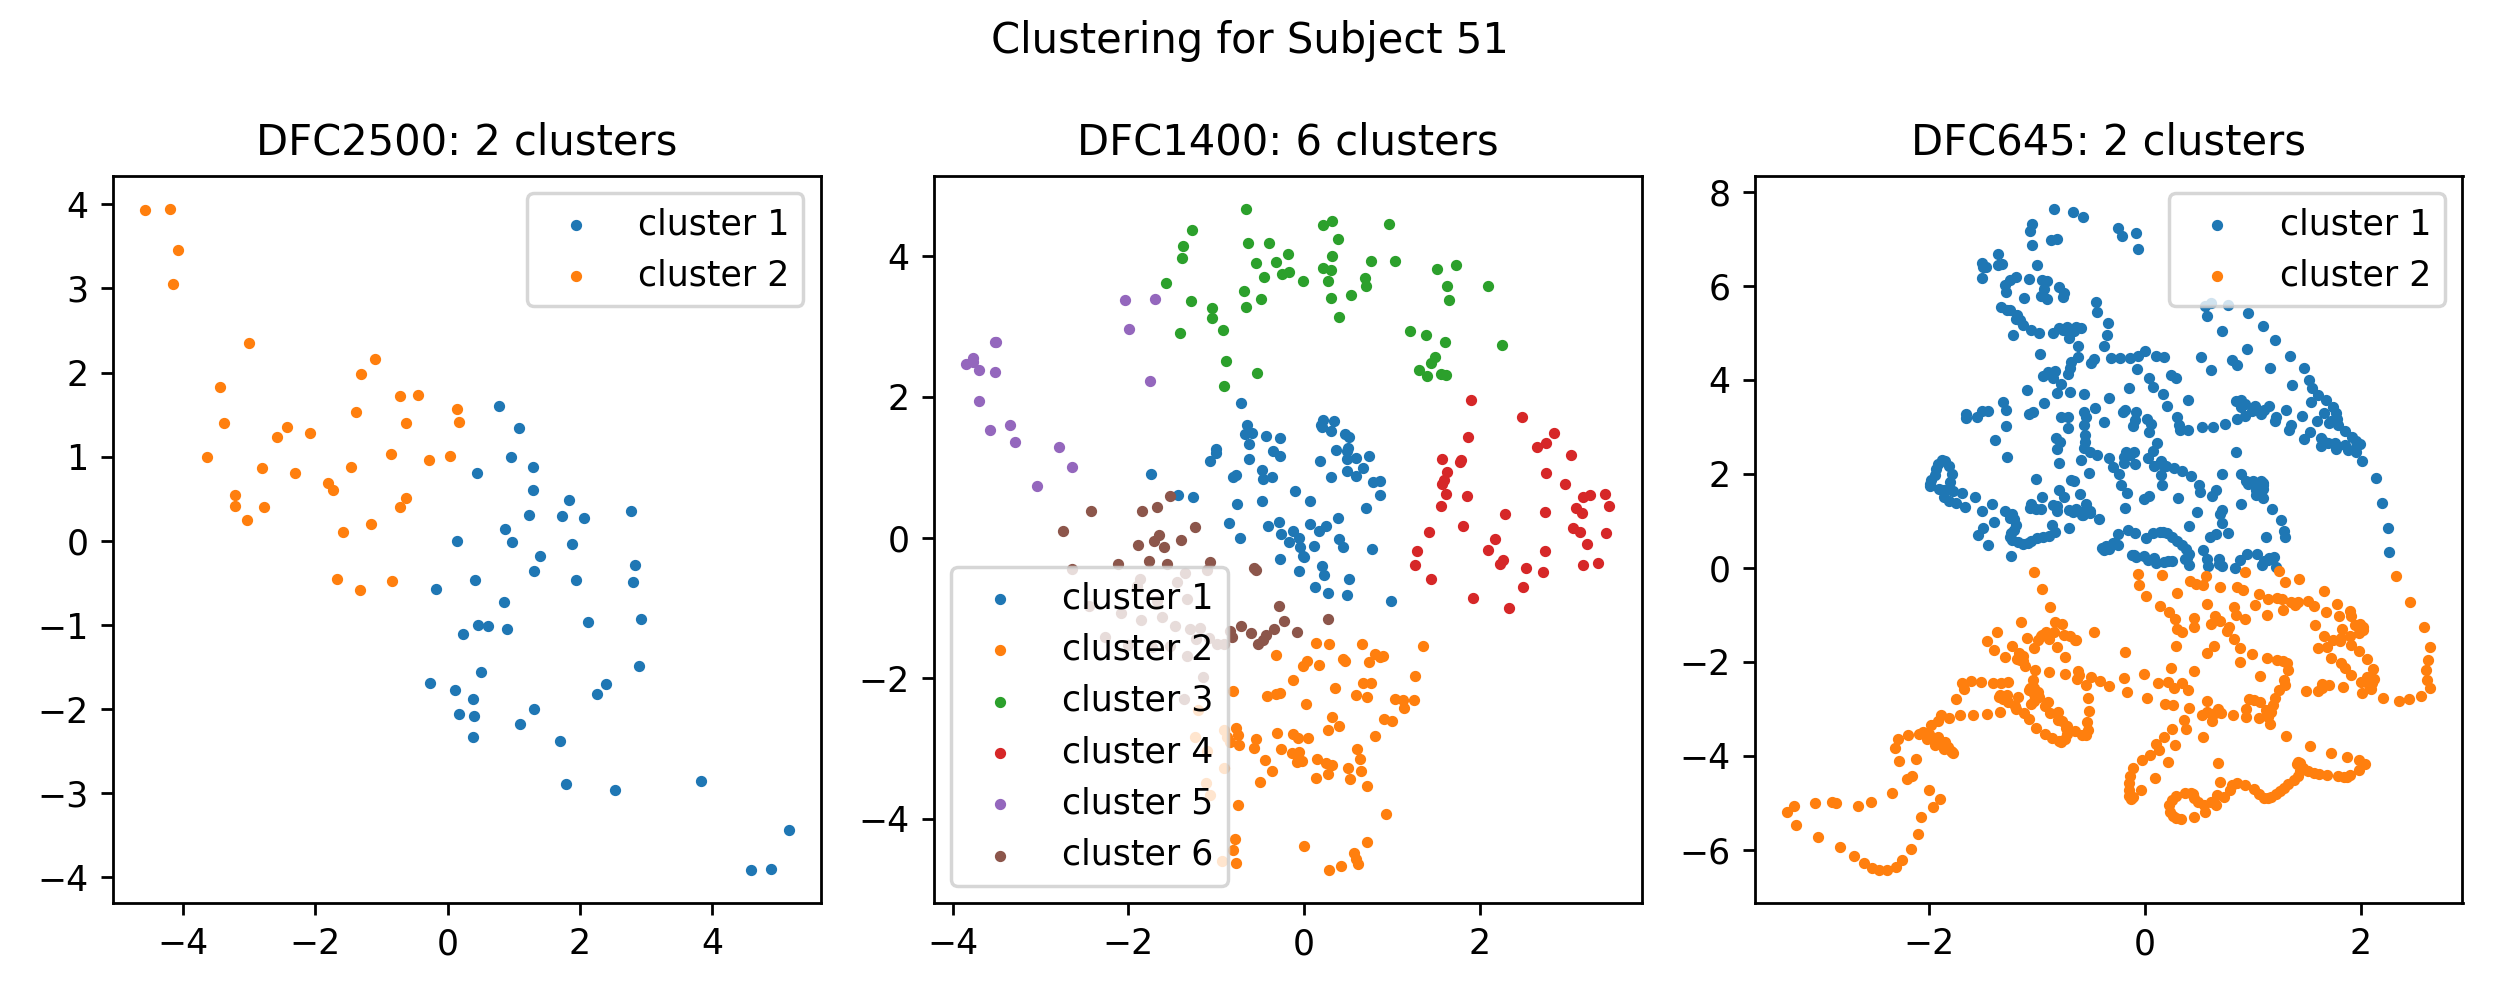 Clustering for Subject 51
DFC2500: 2 clusters
4
3
2
1
0
−1
−2
−3
−4
−4 −2 0 2 4
cluster 1
cluster 2
DFC1400: 6 clusters
4
2
0
−2
−4
−4 −2 0 2
cluster 1
cluster 2
cluster 3
cluster 4
cluster 5
cluster 6
DFC645: 2 clusters
8
6
4
2
0
−2
−4
−6
−2 0 2
cluster 1
cluster 2